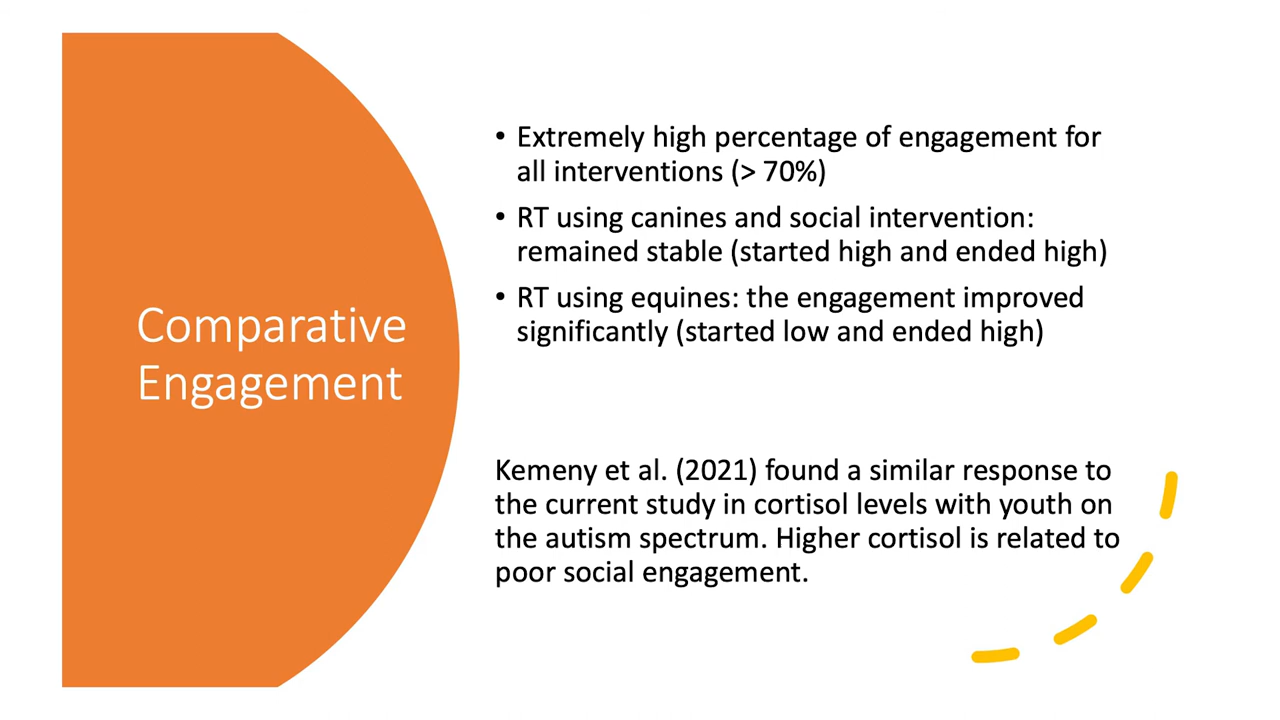 Comparative
Engagement
• Extremely high percentage of engagement for
all interventions (> 70%)
• RT using canines and social intervention:
remained stable (started high and ended high)
• RT using equines: the engagement improved
significantly (started low and ended high)
Kemeny et al. (2021) found a similar response to
the current study in cortisol levels with youth on
the autism spectrum. Higher cortisol is related to
poor social engagement.